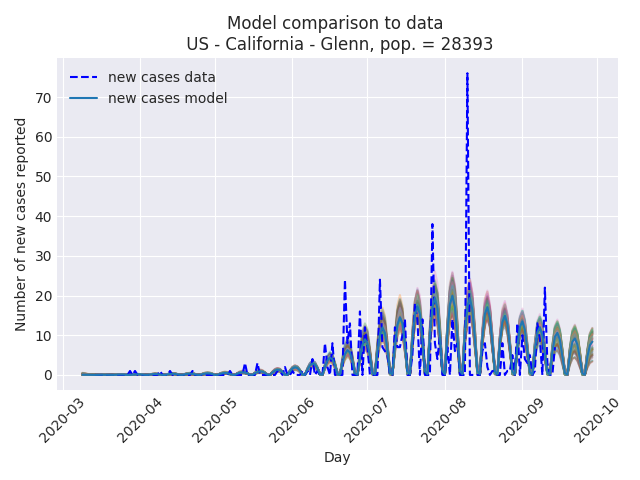 Model comparison to data
US - California - Glenn, pop. = 28393
new cases data
new cases model
Number of new cases reported
70
60
50
40
30
20
10
0
2020-03
2020-04
2020-05
2020-06
2020-07
2020-08
2020-09
2020-10
Day